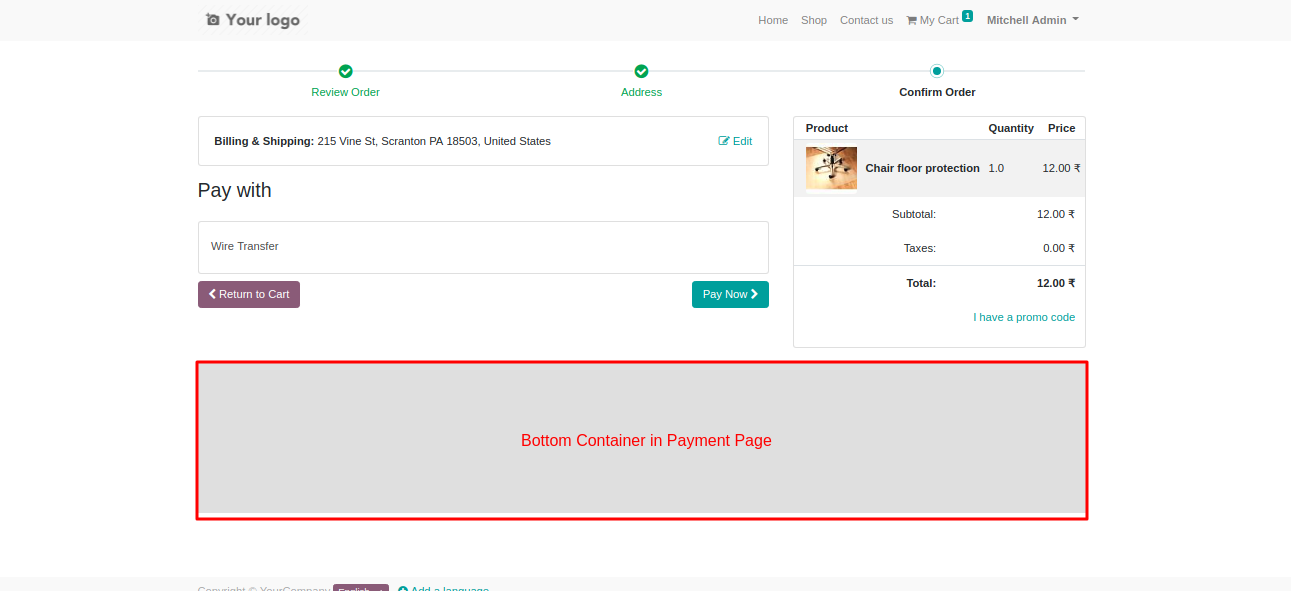 Your logo
Home Shop Contact us My Cart 1 Mitchell Admin
Review Order Address Confirm Order
Billing & Shipping: 215 Vine St, Scranton PA 18503, United States Edit
Pay with
Wire Transfer
Return to Cart Pay Now
Product Quantity Price
Chair floor protection 1.0 12.00 ₹
Subtotal: 12.00 ₹
Taxes: 0.00 ₹
Total: 12.00 ₹
I have a promo code
Bottom Container in Payment Page
Copyright © YourCompany English Add a language